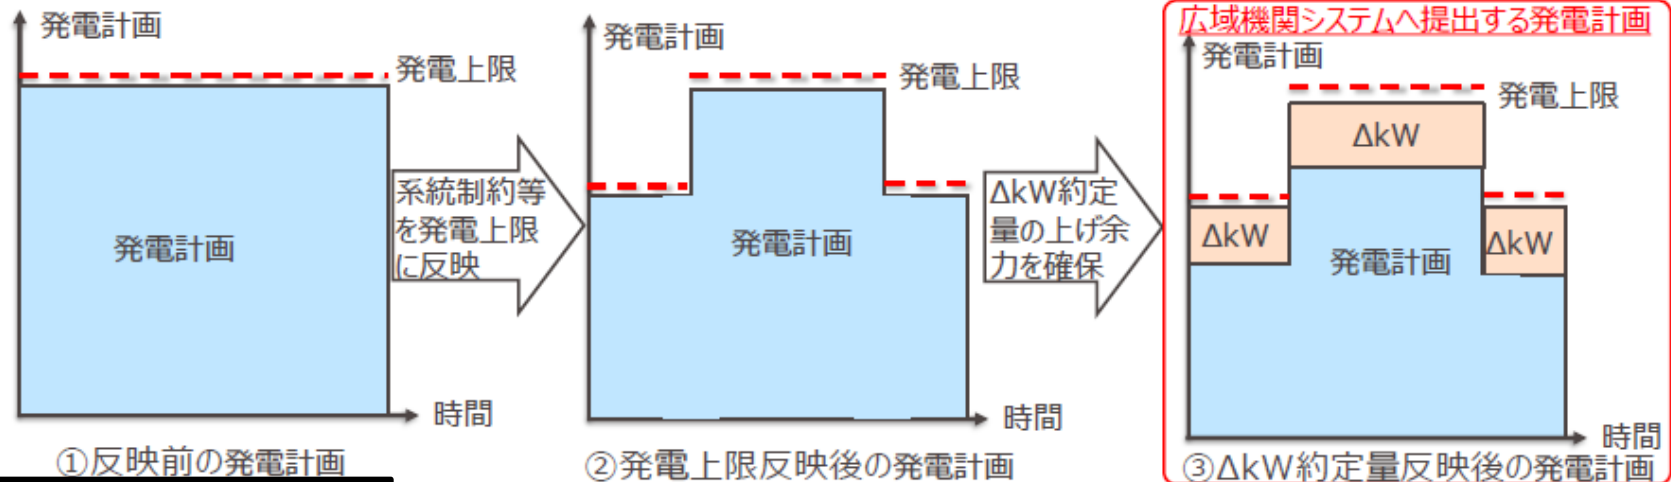 発電計画
発電上限
発電計画
時間
①反映前の発電計画
系統制約等
を発電上限
に反映
発電計画
発電上限
発電計画
時間
②発電上限反映後の発電計画
ΔkW約定
量の上げ余
力を確保
広域機関システムへ提出する発電計画
発電計画
発電上限
ΔkW
ΔkW
ΔkW
発電計画
時間
③ΔkW約定量反映後の発電計画